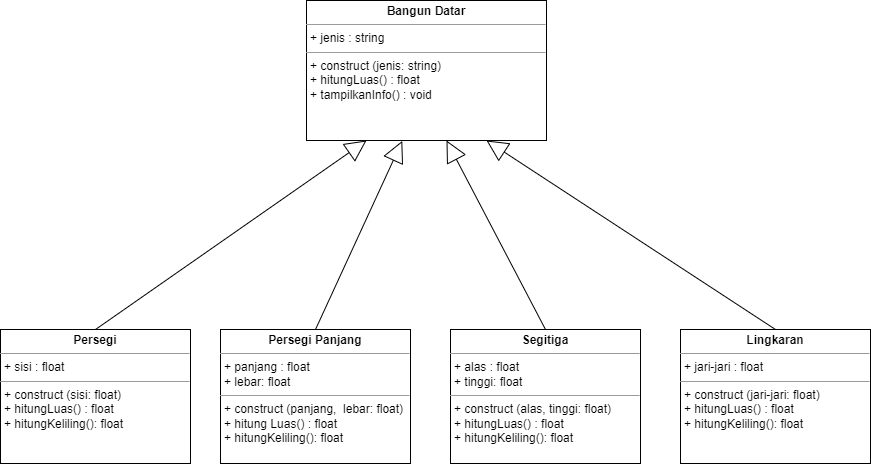 Bangun Datar
+ jenis : string
+ construct (jenis: string)
+ hitungLuas() : float
+ tampilkanInfo() : void
Persegi
+ sisi : float
+ construct (sisi: float)
+ hitungLuas() : float
+ hitungKeliling(): float
Persegi Panjang
+ panjang : float
+ lebar: float
+ construct (panjang,  lebar: float)
+ hitung Luas() : float
+ hitungKeliling(): float
Segitiga
+ alas : float
+ tinggi: float
+ construct (alas, tinggi: float)
+ hitungLuas() : float
+ hitungKeliling(): float
Lingkaran
+ jari-jari : float
+ construct (jari-jari: float)
+ hitungLuas() : float
+ hitungKeliling(): float